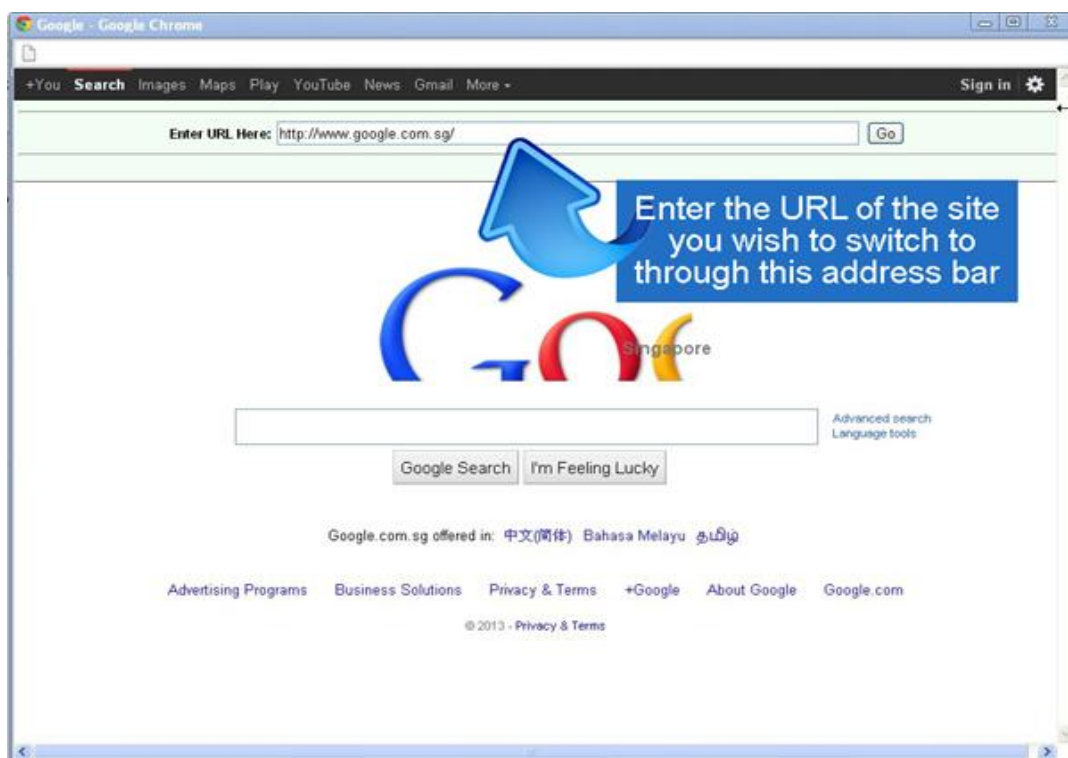 Google - Google Chrome
+You Search Images Maps Play YouTube News Gmail More
Sign in
Enter URL Here: http://www.google.com.sg/ Go
Enter the URL of the site
you wish to switch to
through this address bar
Goo
Singapore
Advanced search
Language tools
Google Search I'm Feeling Lucky
Google.com.sg offered in: 中文(简体) Bahasa Melayu தமிழ்
Advertising Programs Business Solutions Privacy & Terms +Google About Google Google.com
© 2013 - Privacy & Terms